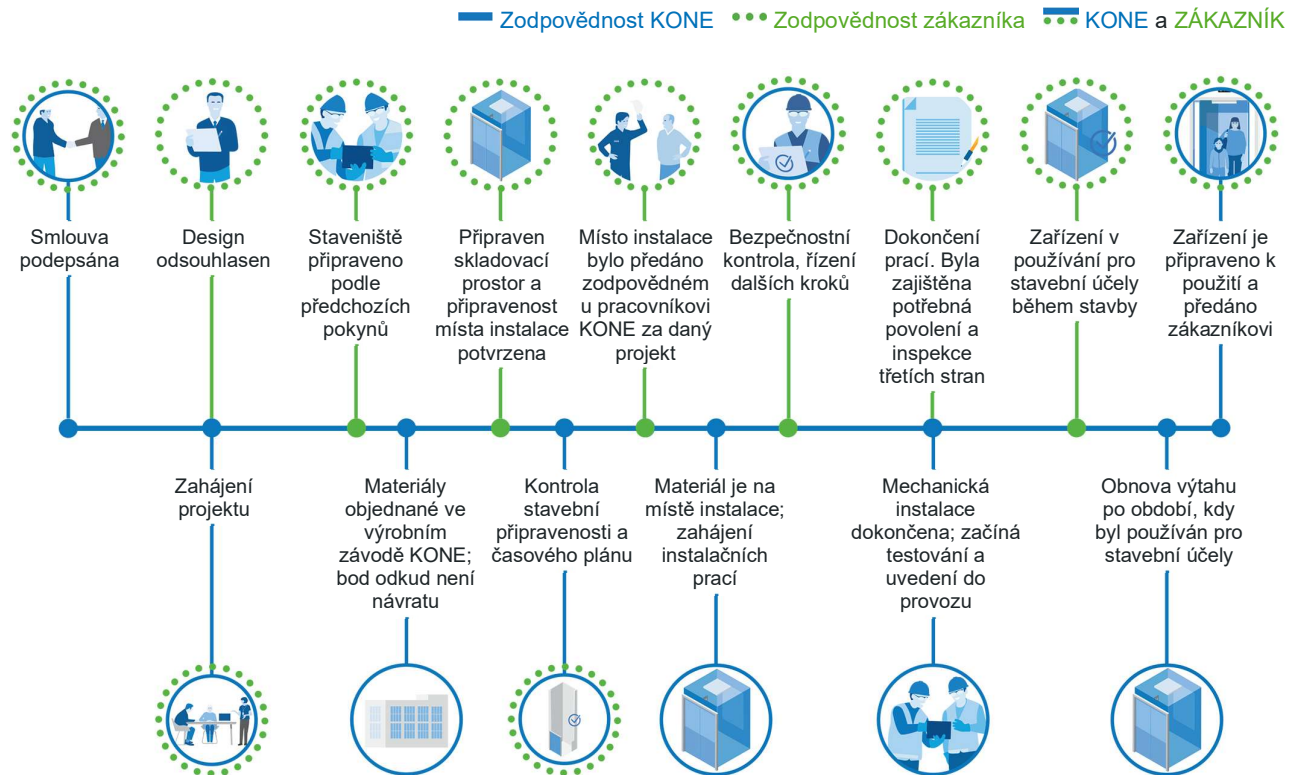 Zodpovědnost KONE
Zodpovědnost zákazníka
KONE a ZÁKAZNÍK
Smlouva
podepsána
Design
odsouhlasen
Staveniště
připraveno
podle
předchozích
pokynů
Připraven
skladovací
prostor a
připravenost
místa instalace
potvrzena
Místo instalace
bylo předáno
zodpovědném
u pracovníkovi
KONE za daný
projekt
Bezpečnostní
kontrola, řízení
dalších kroků
Dokončení
prací. Byla
zajištěna
potřebná
povolení a
inspekce
třetích stran
Zařízení v
používání pro
stavební účely
během stavby
Zařízení je
připraveno k
použití a
předáno
zákazníkovi
Zahájení
projektu
Materiály
objednané ve
výrobním
závodě KONE;
bod odkud není
návratu
Kontrola
stavební
připravenosti a
časového plánu
Materiál je na
místě instalace;
zahájení
instalačních
prací
Mechanická
instalace
dokončena; začíná
testování a
uvedení do
provozu
Obnova výtahu
po období, kdy
byl používán pro
stavební účely